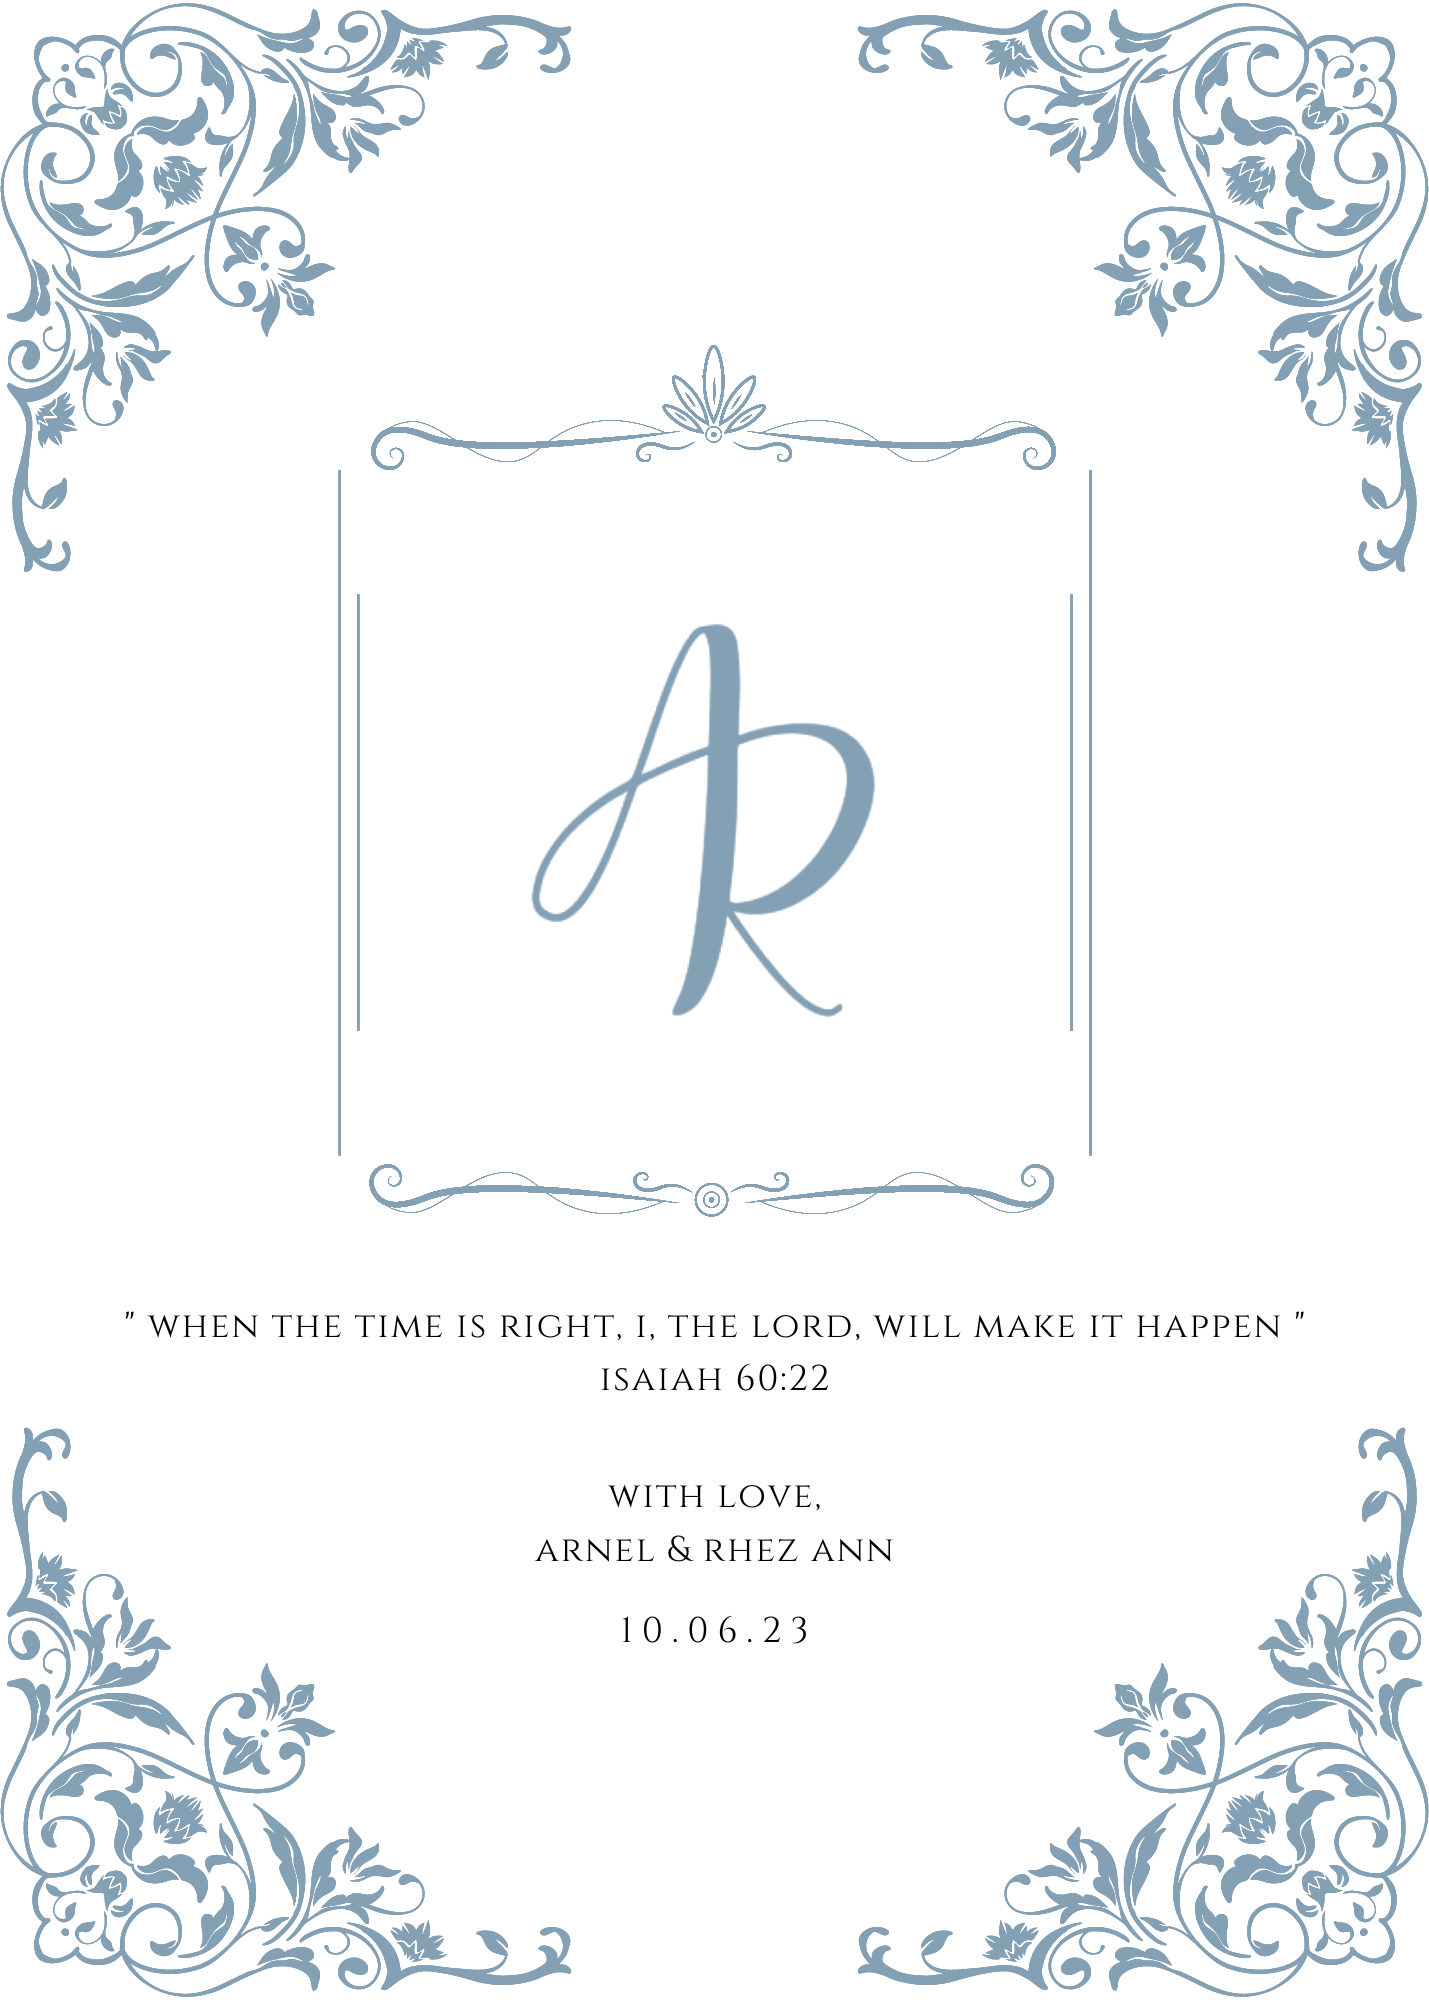 AR
" WHEN THE TIME IS RIGHT, I, THE LORD, WILL MAKE IT HAPPEN "
ISAIAH 60:22
WITH LOVE,
ARNEL & RHEZ ANN
10.06.23